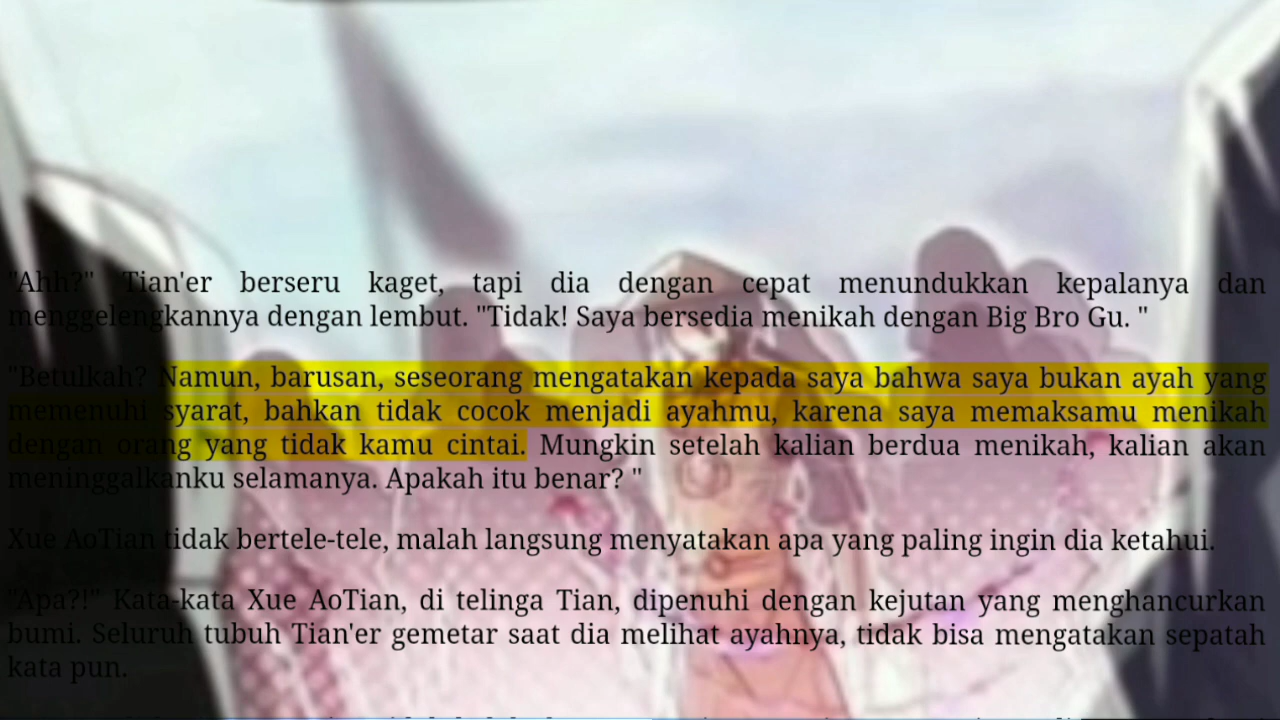 "Ahh?" Tian'er berseru kaget, tapi dia dengan cepat menundukkan kepalanya dan
menggelengkannya dengan lembut. "Tidak! Saya bersedia menikah dengan Big Bro Gu. "
"Betulkah? Namun, barusan, seseorang mengatakan kepada saya bahwa saya bukan ayah yang
memenuhi syarat, bahkan tidak cocok menjadi ayahmu, karena saya memaksamu menikah
dengan orang yang tidak kamu cintai. Mungkin setelah kalian berdua menikah, kalian akan
meninggalkanku selamanya. Apakah itu benar? "
Xue AoTian tidak bertele-tele, malah langsung menyatakan apa yang paling ingin dia ketahui.
"Apa?!" Kata-kata Xue AoTian, di telinga Tian, dipenuhi dengan kejutan yang menghancurkan
bumi. Seluruh tubuh Tian'er gemetar saat dia melihat ayahnya, tidak bisa mengatakan sepatah
kata pun.